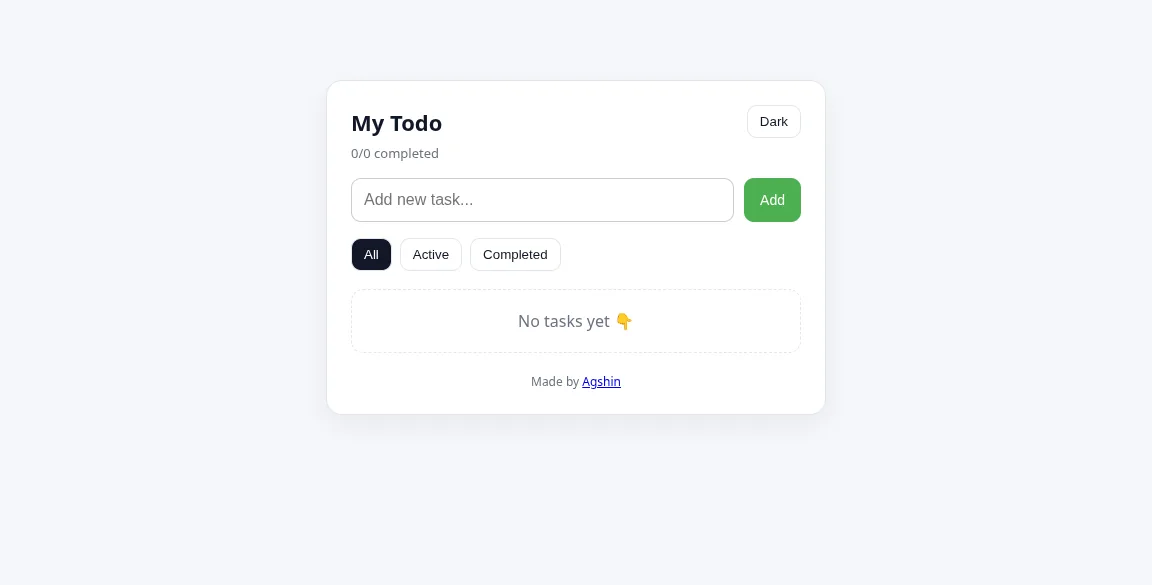 My Todo
Dark
0/0 completed
Add new task...
Add
All
Active
Completed
No tasks yet 👇
Made by Agshin